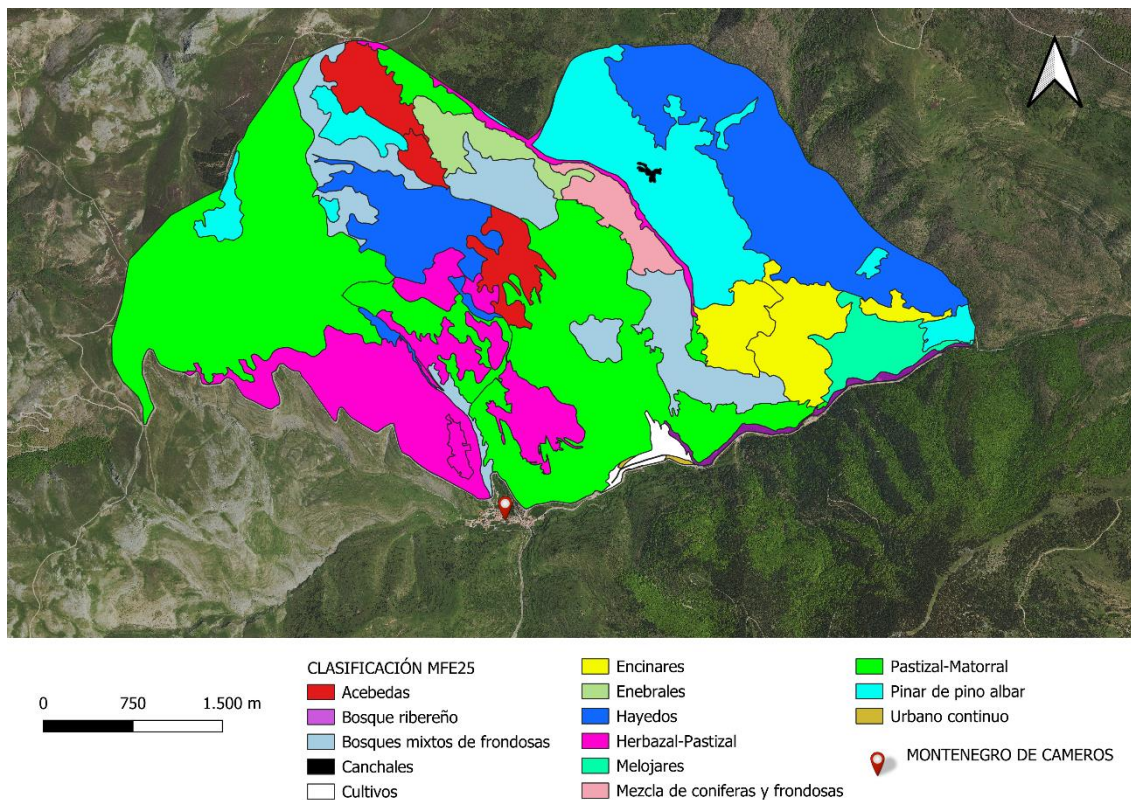 0 750 1.500 m
CLASIFICACIÓN MFE25
Acebedas
Bosque ribereño
Bosques mixtos de frondosas
Canchales
Cultivos
Encinares
Enebrales
Hayedos
Herbazal-Pastizal
Melojares
Mezcla de coniferas y frondosas
Pastizal-Matorral
Pinar de pino albar
Urbano continuo
MONTENEGRO DE CAMEROS